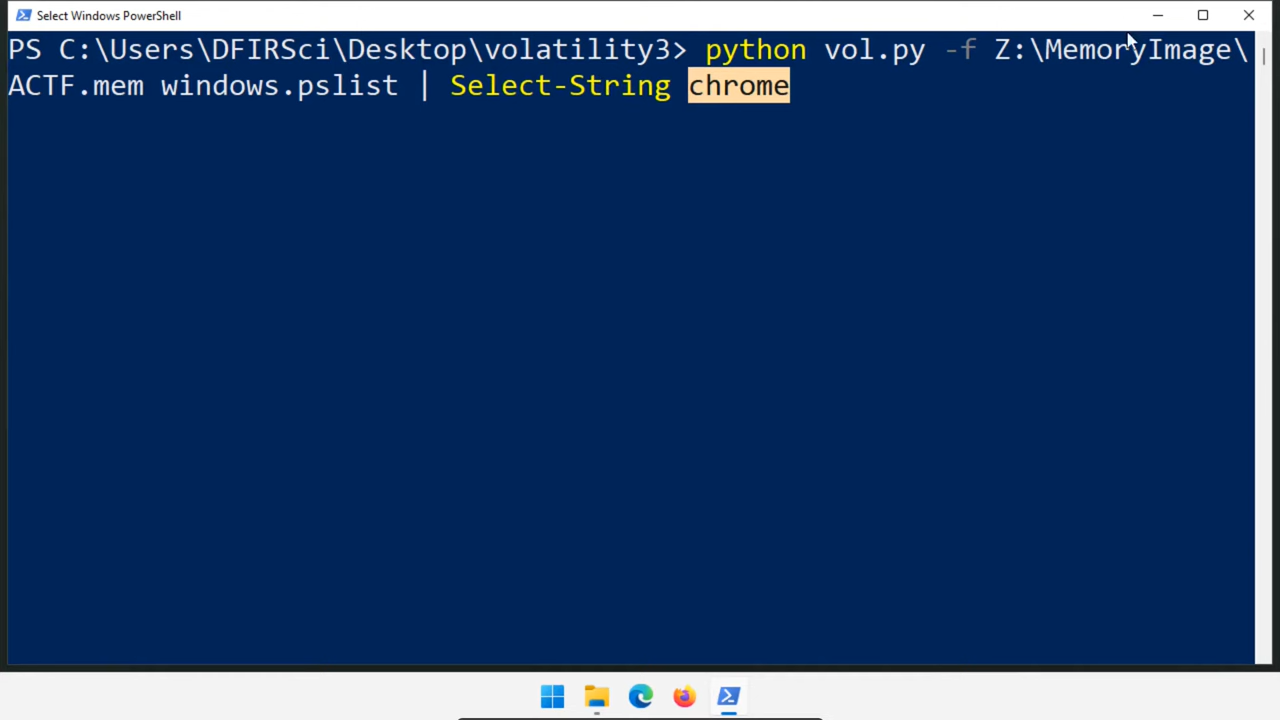 Select Windows PowerShell
PS C:\Users\DFIRSci\Desktop\volatility3> python vol.py -f Z:\MemoryImage\
ACTF.mem windows.pslist | Select-String chrome